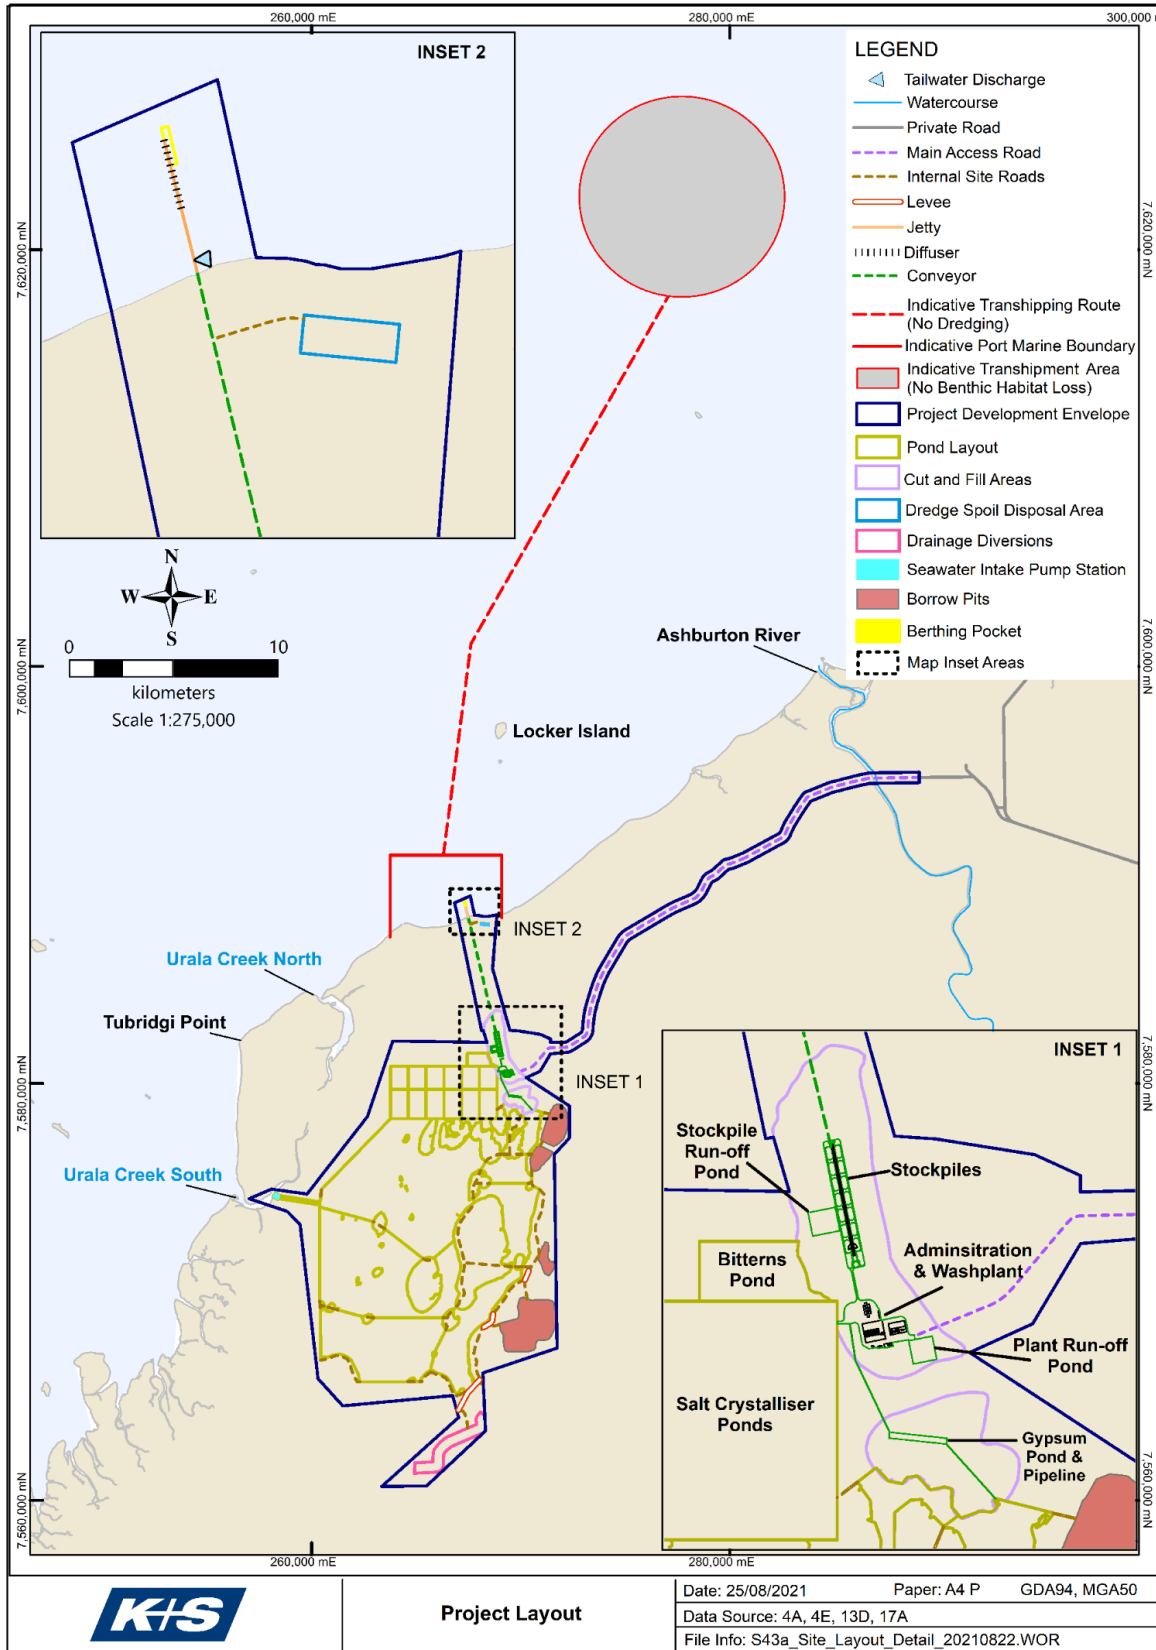 260,000 mE
280,000 mE
300,000 mE
INSET 2
LEGEND
Tailwater Discharge
Watercourse
Private Road
Main Access Road
Internal Site Roads
Levee
Jetty
Diffuser
Conveyor
Indicative Transhipping Route
(No Dredging)
Indicative Port Marine Boundary
Indicative Transhipment Area
(No Benthic Habitat Loss)
Project Development Envelope
Pond Layout
Cut and Fill Areas
Dredge Spoil Disposal Area
Drainage Diversions
Seawater Intake Pump Station
Borrow Pits
Berthing Pocket
Map Inset Areas
7,620,000 mN
7,620,000 mN
N
W
E
S
0
10
kilometers
Scale 1:275,000
7,600,000 mN
7,600,000 mN
Ashburton River
Locker Island
INSET 2
Urala Creek North
Tubridgi Point
INSET 1
Urala Creek South
7,580,000 mN
7,580,000 mN
INSET 1
Stockpile
Run-off
Pond
Stockpiles
Bitterns
Pond
Adminsitration
& Washplant
Plant Run-off
Pond
Salt Crystalliser
Ponds
Gypsum
Pond &
Pipeline
7,560,000 mN
7,560,000 mN
260,000 mE
280,000 mE
K+S
Project Layout
Date: 25/08/2021
Paper: A4 P
GDA94, MGA50
Data Source: 4A, 4E, 13D, 17A
File Info: S43a_Site_Layout_Detail_20210822.WOR